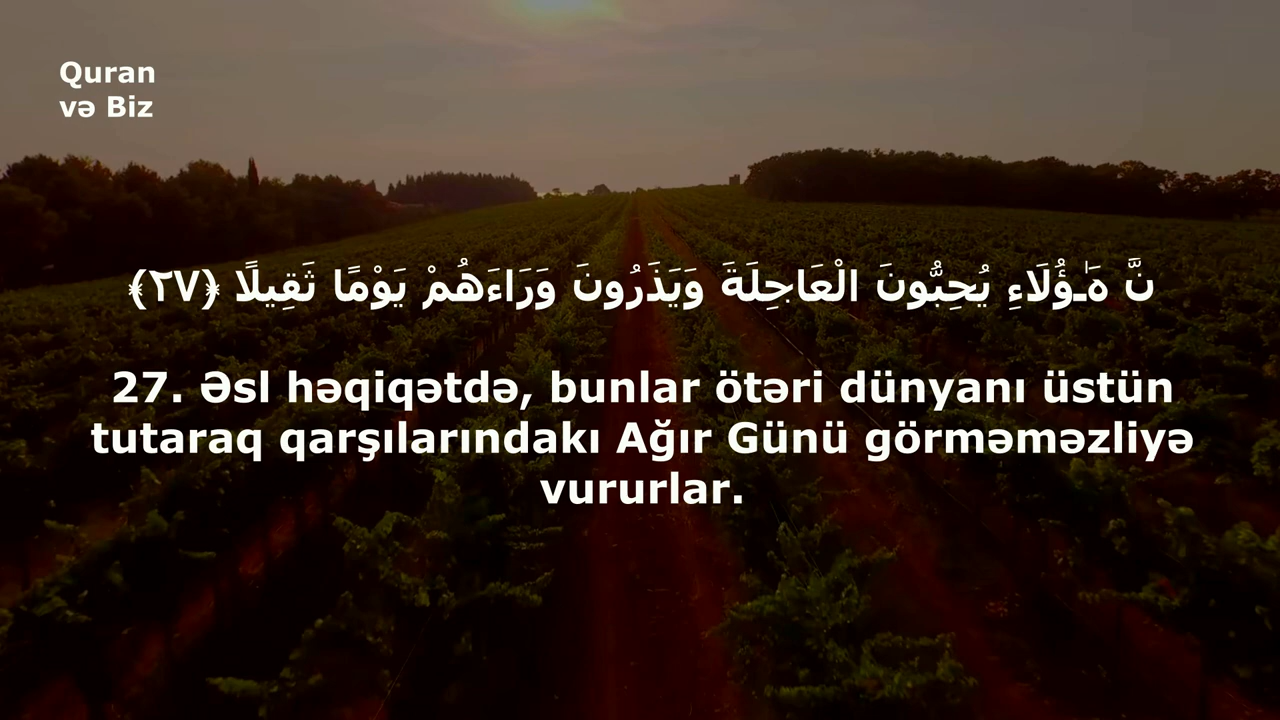 Quran
və Biz
نَّ هَـٰؤُلَاءِ يُحِبُّونَ الْعَاجِلَةَ وَيَذَرُونَ وَرَاءَهُمْ يَوْمًا ثَقِيلًا ﴿٢٧﴾
27. Əsl həqiqətdə, bunlar ötəri dünyanı üstün
tutaraq qarşılarındakı Ağır Günü görməməzliyə
vururlar.